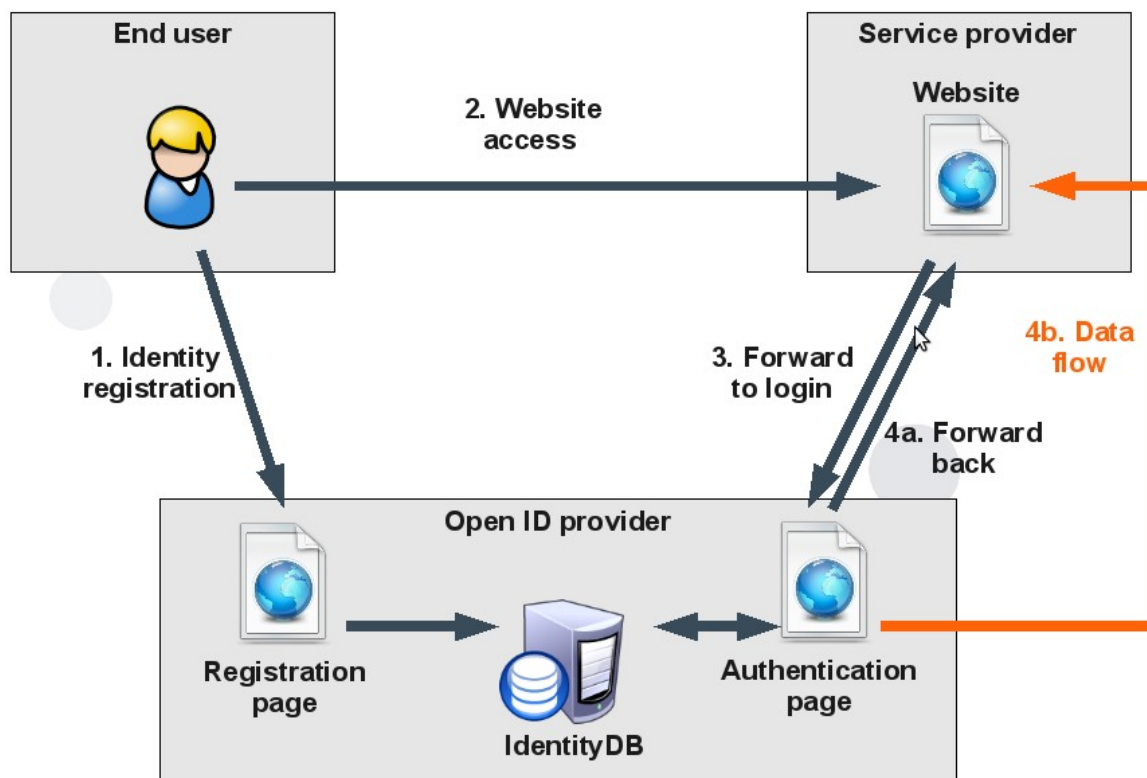 End user
Service provider
Website
2. Website
access
1. Identity
registration
3. Forward
to login
4b. Data
flow
4a. Forward
back
Open ID provider
Registration
page
IdentityDB
Authentication
page